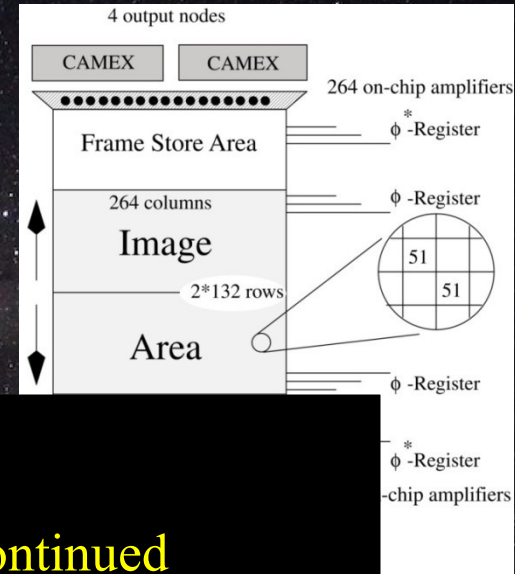 4 output nodes
CAMEX CAMEX
264 on-chip amplifiers
ϕ*-Register
Frame Store Area
ϕ -Register
264 columns
Image
51
51
2*132 rows
Area
ϕ -Register
ϕ*-Register
-chip amplifiers